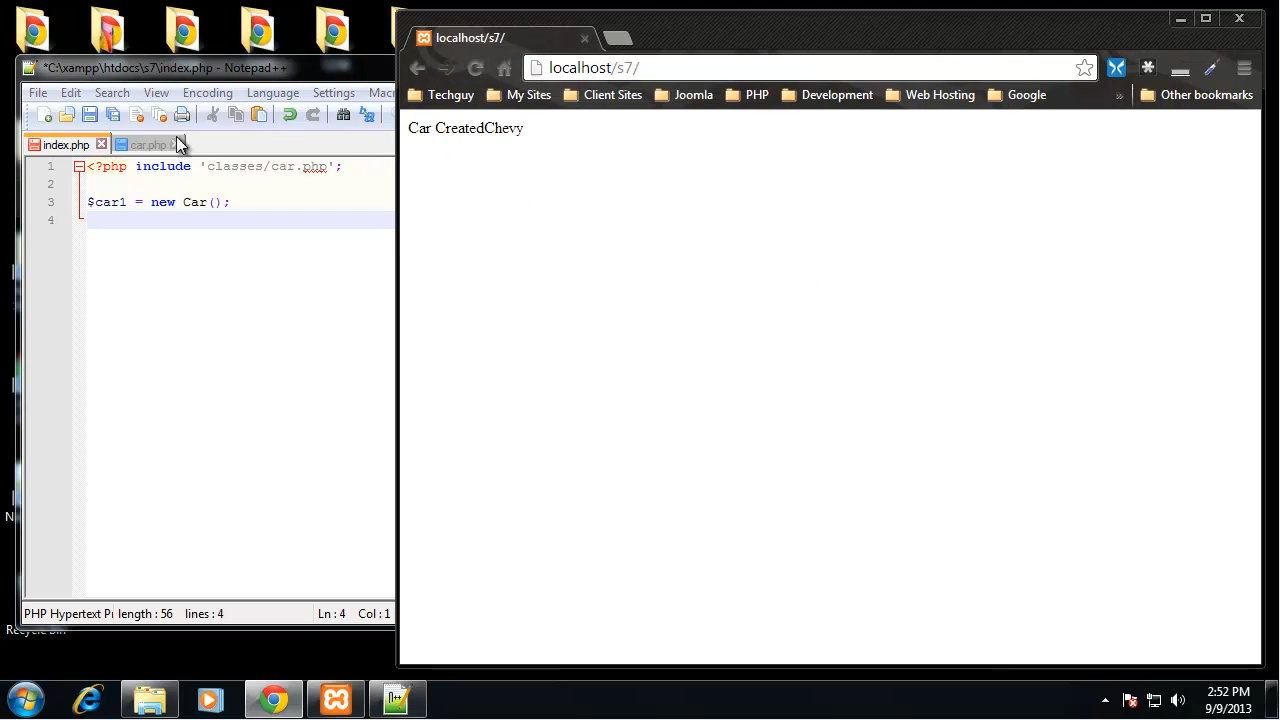 *C:\xampp\htdocs\s7\index.php - Notepad++
File Edit Search View Encoding Language Settings Mac
index.php car.php
1 <?php include 'classes/car.php';
2
3 $car1 = new Car();
4
PHP Hypertext Pr length : 56 lines : 4 Ln : 4 Col : 1
localhost/s7/
localhost/s7/
Techguy My Sites Client Sites Joomla PHP Development Web Hosting Google » Other bookmarks
Car CreatedChevy
N
Recycle Bin
2:52 PM
9/9/2013